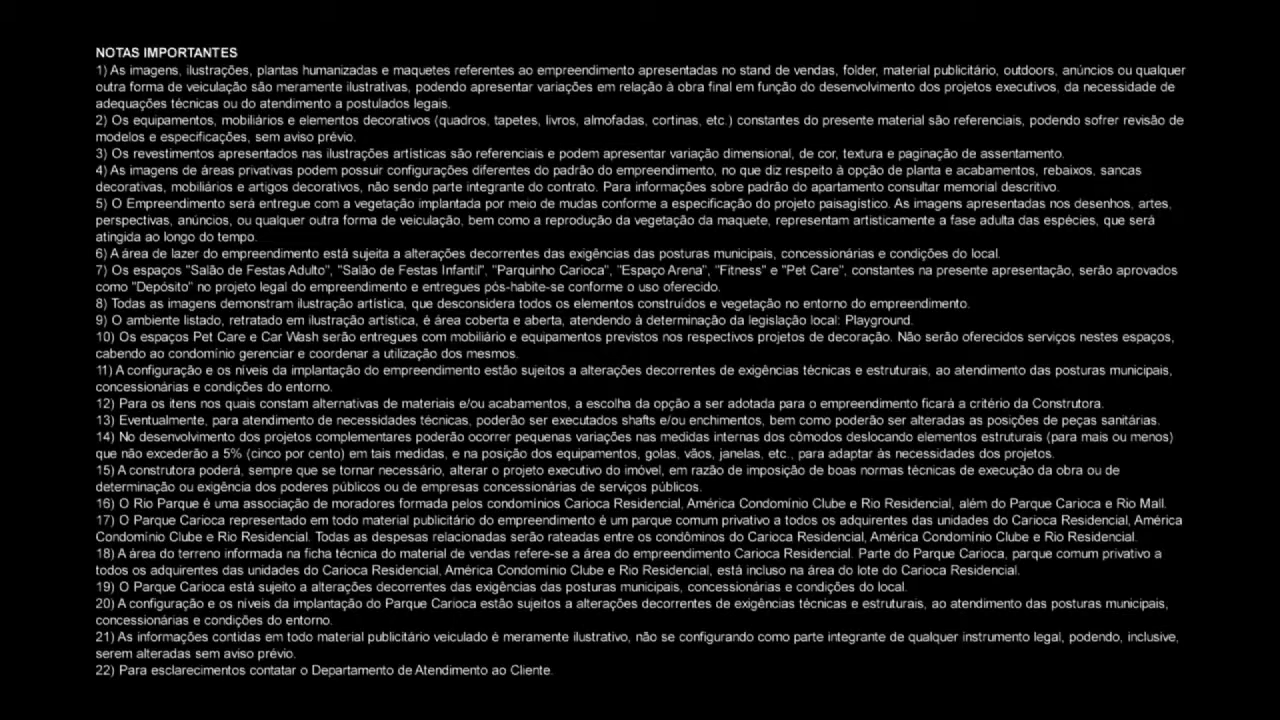 NOTAS IMPORTANTES
1) As imagens, ilustrações, plantas humanizadas e maquetes referentes ao empreendimento apresentadas no stand de vendas, folder, material publicitário, outdoors, anúncios ou qualquer
outra forma de veiculação são meramente ilustrativas, podendo apresentar variações em relação à obra final em função do desenvolvimento dos projetos executivos, da necessidade de
adequações técnicas ou do atendimento a postulados legais.
2) Os equipamentos, mobiliários e elementos decorativos (quadros, tapetes, livros, almofadas, cortinas, etc.) constantes do presente material são referenciais, podendo sofrer revisão de
modelos e especificações, sem aviso prévio.
3) Os revestimentos apresentados nas ilustrações artísticas são referenciais e podem apresentar variação dimensional, de cor, textura e paginação de assentamento.
4) As imagens de áreas privativas podem possuir configurações diferentes do padrão do empreendimento, no que diz respeito à opção de planta e acabamentos, rebaixos, sancas
decorativas, mobiliários e artigos decorativos, não sendo parte integrante do contrato. Para informações sobre padrão do apartamento consultar memorial descritivo.
5) O Empreendimento será entregue com a vegetação implantada por meio de mudas conforme a especificação do projeto paisagístico. As imagens apresentadas nos desenhos, artes,
perspectivas, anúncios, ou qualquer outra forma de veiculação, bem como a reprodução da vegetação da maquete, representam artisticamente a fase adulta das espécies, que será
atingida ao longo do tempo.
6) A área de lazer do empreendimento está sujeita a alterações decorrentes das exigências das posturas municipais, concessionárias e condições do local.
7) Os espaços "Salão de Festas Adulto", "Salão de Festas Infantil", "Parquinho Carioca", "Espaço Arena", "Fitness" e "Pet Care", constantes na presente apresentação, serão aprovados
como "Depósito" no projeto legal do empreendimento e entregues pós-habite-se conforme o uso oferecido.
8) Todas as imagens demonstram ilustração artística, que desconsidera todos os elementos construídos e vegetação no entorno do empreendimento.
9) O ambiente listado, retratado em ilustração artística, é área coberta e aberta, atendendo à determinação da legislação local: Playground.
10) Os espaços Pet Care e Car Wash serão entregues com mobiliário e equipamentos previstos nos respectivos projetos de decoração. Não serão oferecidos serviços nestes espaços,
cabendo ao condomínio gerenciar e coordenar a utilização dos mesmos.
11) A configuração e os níveis da implantação do empreendimento estão sujeitos a alterações decorrentes de exigências técnicas e estruturais, ao atendimento das posturas municipais,
concessionárias e condições do entorno.
12) Para os itens nos quais constam alternativas de materiais e/ou acabamentos, a escolha da opção a ser adotada para o empreendimento ficará a critério da Construtora.
13) Eventualmente, para atendimento de necessidades técnicas, poderão ser executados shafts e/ou enchimentos, bem como poderão ser alteradas as posições de peças sanitárias.
14) No desenvolvimento dos projetos complementares poderão ocorrer pequenas variações nas medidas internas dos cômodos deslocando elementos estruturais (para mais ou menos)
que não excederão a 5% (cinco por cento) em tais medidas, e na posição dos equipamentos, golas, vãos, janelas, etc., para adaptar às necessidades dos projetos.
15) A construtora poderá, sempre que se tornar necessário, alterar o projeto executivo do imóvel, em razão de imposição de boas normas técnicas de execução da obra ou de
determinação ou exigência dos poderes públicos ou de empresas concessionárias de serviços públicos.
16) O Rio Parque é uma associação de moradores formada pelos condomínios Carioca Residencial, América Condomínio Clube e Rio Residencial, além do Parque Carioca e Rio Mall.
17) O Parque Carioca representado em todo material publicitário do empreendimento é um parque comum privativo a todos os adquirentes das unidades do Carioca Residencial, América
Condomínio Clube e Rio Residencial. Todas as despesas relacionadas serão rateadas entre os condôminos do Carioca Residencial, América Condomínio Clube e Rio Residencial.
18) A área do terreno informada na ficha técnica do material de vendas refere-se a área do empreendimento Carioca Residencial. Parte do Parque Carioca, parque comum privativo a
todos os adquirentes das unidades do Carioca Residencial, América Condomínio Clube e Rio Residencial, está incluso na área do lote do Carioca Residencial.
19) O Parque Carioca está sujeito a alterações decorrentes das exigências das posturas municipais, concessionárias e condições do local.
20) A configuração e os níveis da implantação do Parque Carioca estão sujeitos a alterações decorrentes de exigências técnicas e estruturais, ao atendimento das posturas municipais,
concessionárias e condições do entorno.
21) As informações contidas em todo material publicitário veiculado é meramente ilustrativo, não se configurando como parte integrante de qualquer instrumento legal, podendo, inclusive,
serem alteradas sem aviso prévio.
22) Para esclarecimentos contatar o Departamento de Atendimento ao Cliente.